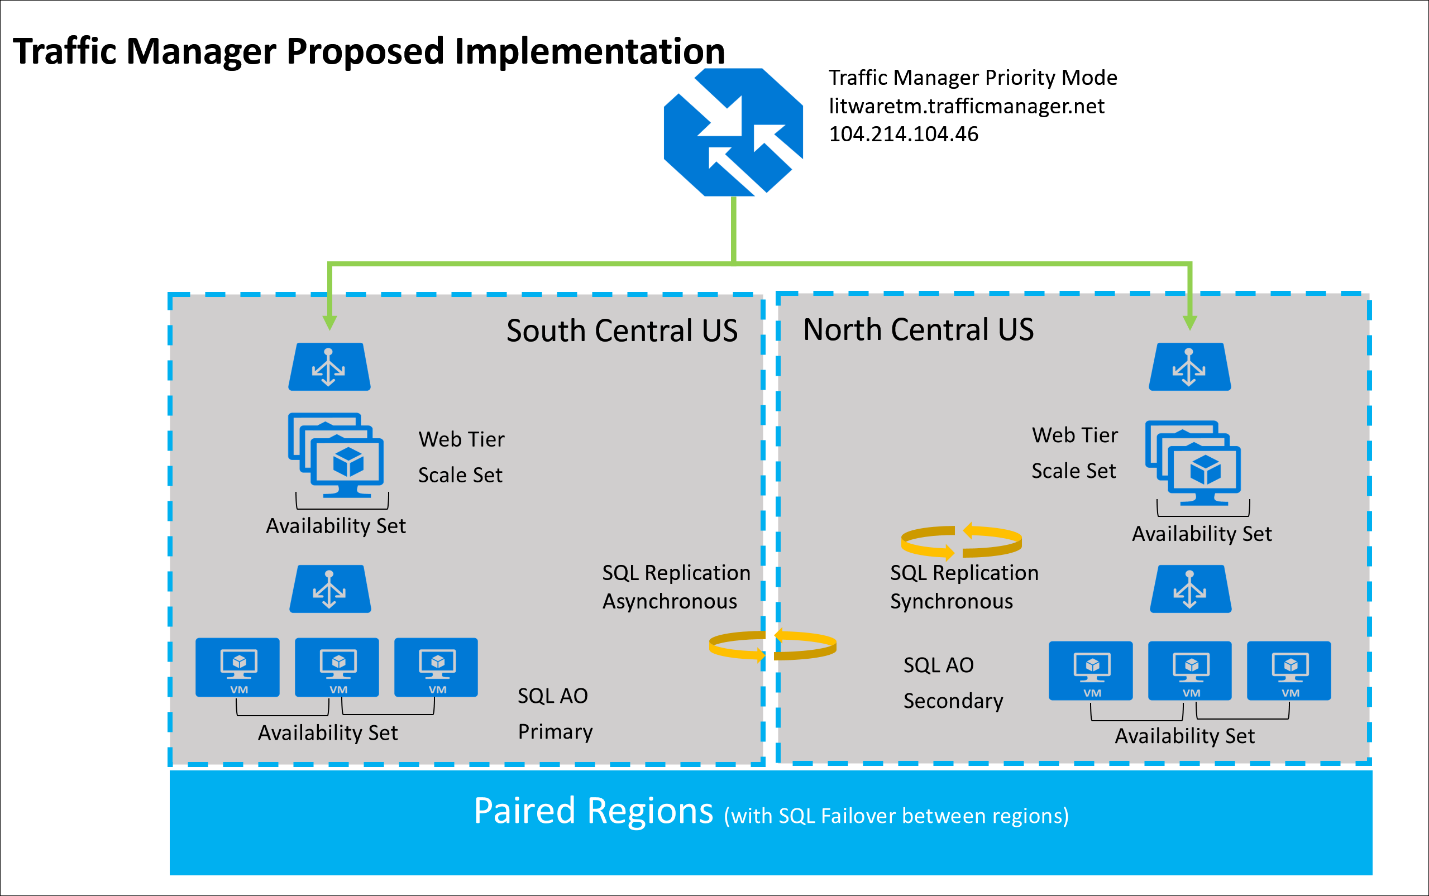 Traffic Manager Proposed Implementation
Traffic Manager Priority Mode
litwaretm.trafficmanager.net
104.214.104.46
South Central US
North Central US
Web Tier
Scale Set
Availability Set
Web Tier
Scale Set
Availability Set
SQL Replication
Asynchronous
SQL Replication
Synchronous
VM
VM
VM
SQL AO
Primary
Availability Set
SQL AO
Secondary
VM
VM
VM
Availability Set
Paired Regions (with SQL Failover between regions)